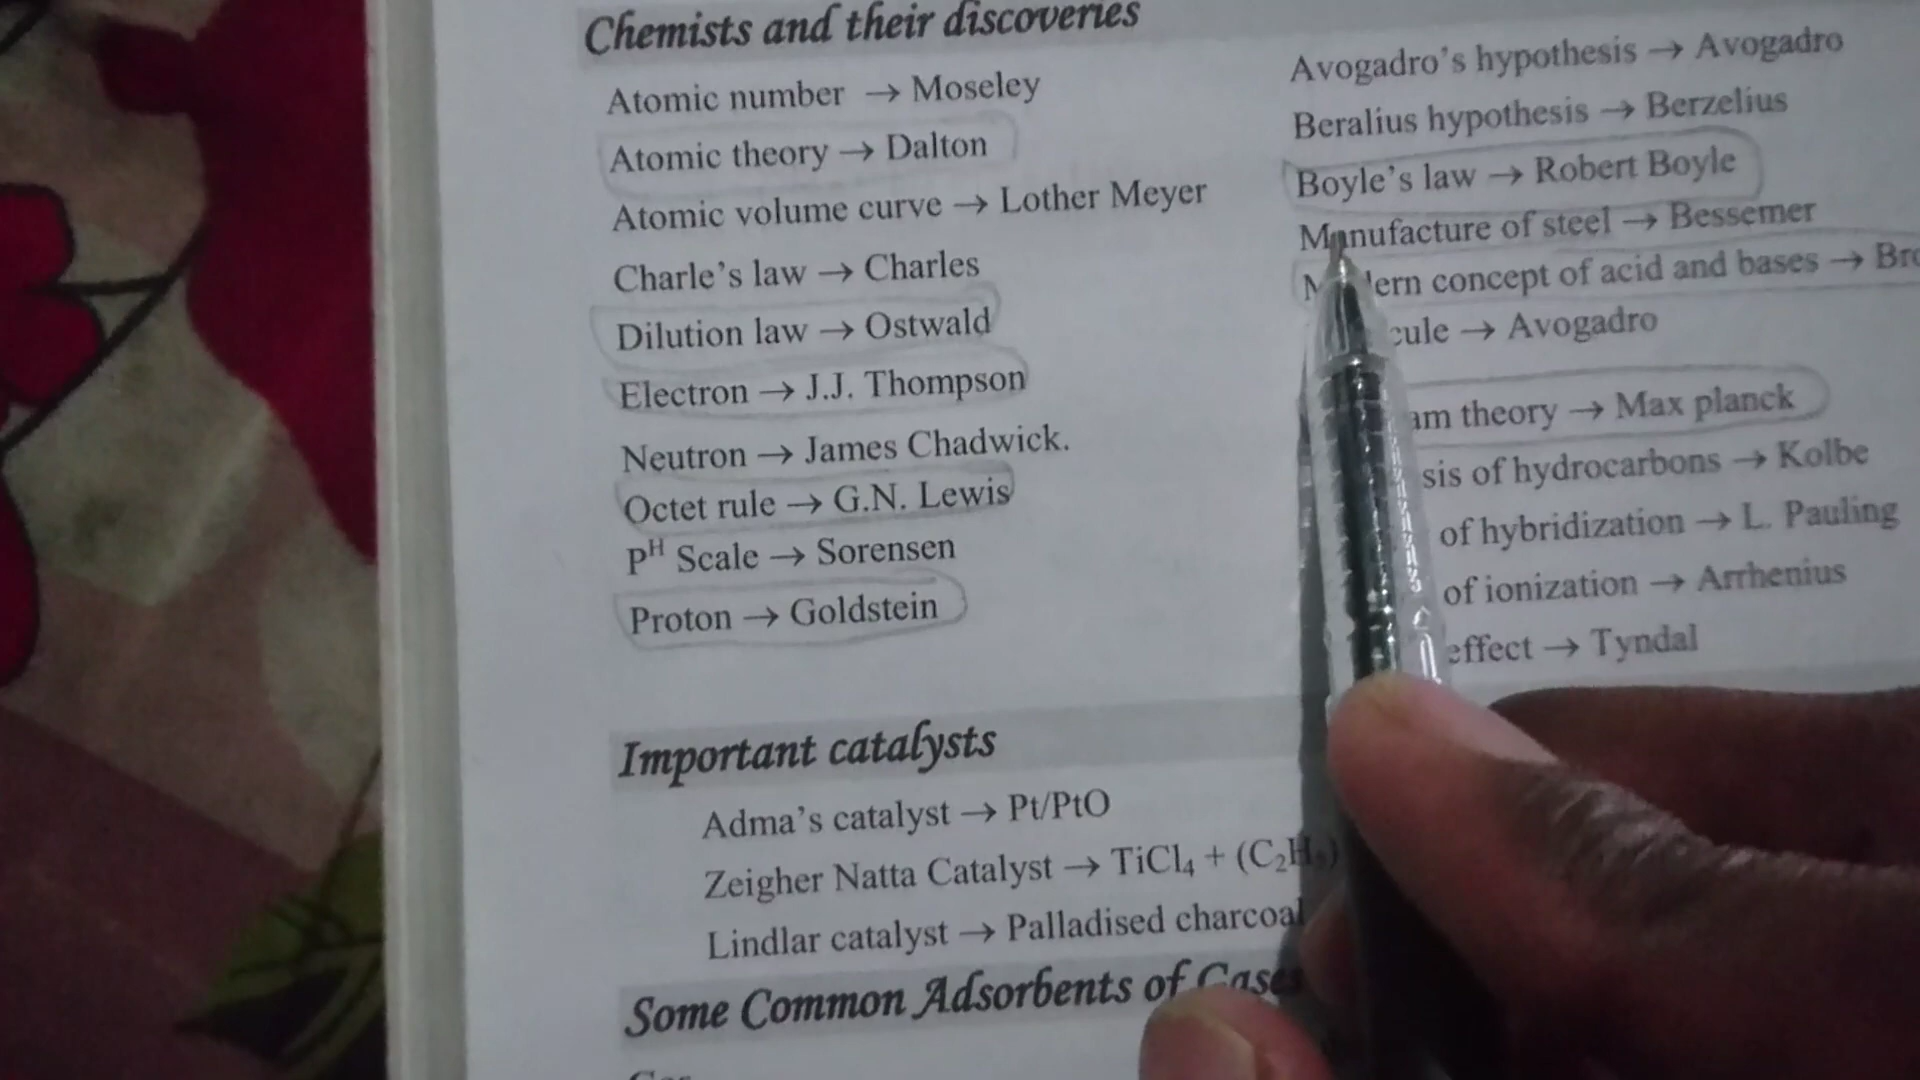 Chemists and their discoveries
Atomic number → Moseley
Atomic theory → Dalton
Atomic volume curve → Lother Meyer
Charle's law → Charles
Dilution law → Ostwald
Electron → J.J. Thompson
Neutron → James Chadwick.
Octet rule → G.N. Lewis
Pᴴ Scale → Sorensen
Proton → Goldstein
Avogadro's hypothesis → Avogadro
Beralius hypothesis → Berzelius
Boyle's law → Robert Boyle
Manufacture of steel → Bessemer
concept of acid and bases →
→ Avogadro
theory → Max planck
of hydrocarbons → Kolbe
of hybridization → L. Pauling
of ionization → Arrhenius
effect → Tyndal
Important catalysts
Adma's catalyst → Pt/PtO
Zeigher Natta Catalyst → TiCl₄ + (C₂H₅)
Lindlar catalyst → Palladised charcoal
Some Common Adsorbents of Gases